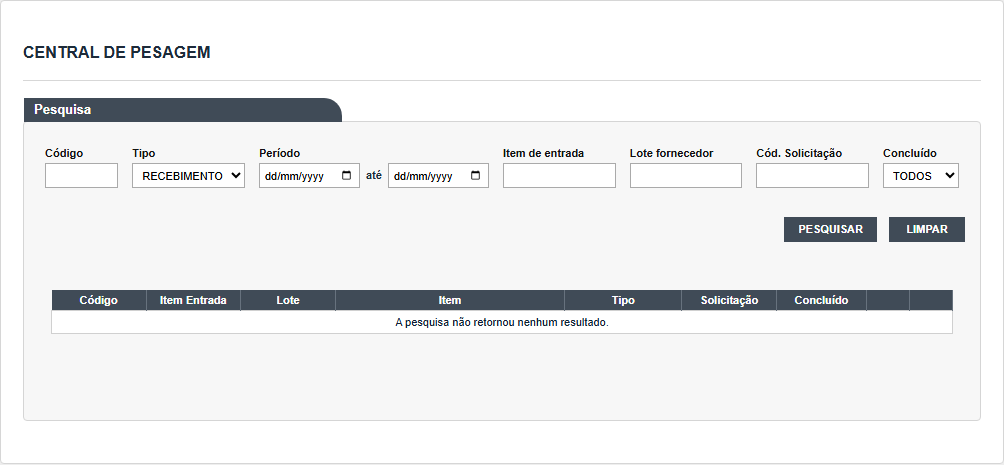 CENTRAL DE PESAGEM
Pesquisa
Código Tipo Período Item de entrada Lote fornecedor Cód. Solicitação Concluído
RECEBIMENTO dd/mm/yyyy até dd/mm/yyyy TODOS
PESQUISAR LIMPAR
Código Item Entrada Lote Item Tipo Solicitação Concluído
A pesquisa não retornou nenhum resultado.